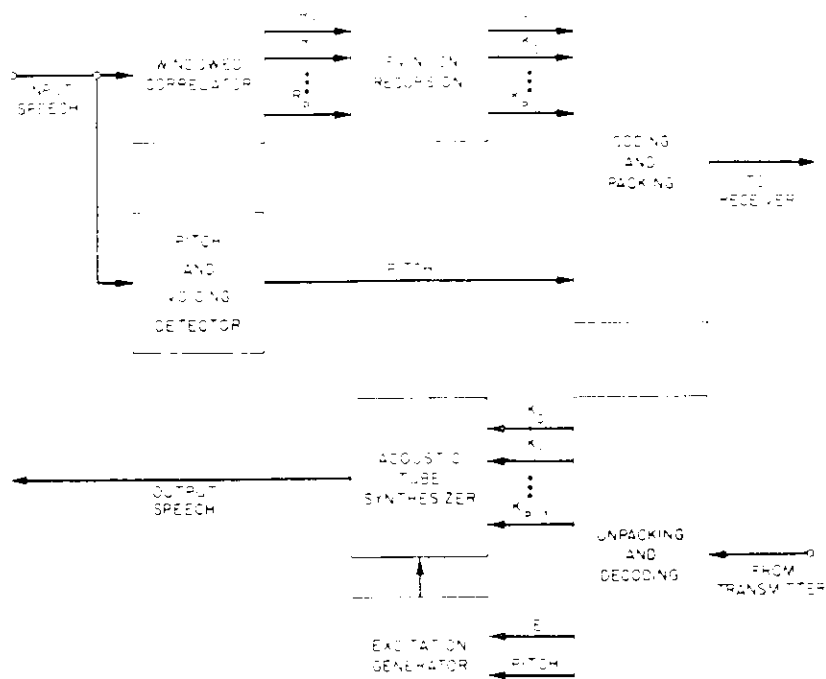 INPUT
SPEECH
WINDOWED
CORRELATOR
R
P
RECURSION
K
P
CODING
AND
PACKING
TO
RECEIVER
PITCH
AND
VOICING
DETECTOR
PITCH
OUTPUT
SPEECH
ACOUSTIC
TUBE
SYNTHESIZER
K
K
K
UNPACKING
AND
DECODING
FROM
TRANSMITTER
EXCITATION
GENERATOR
E
PITCH